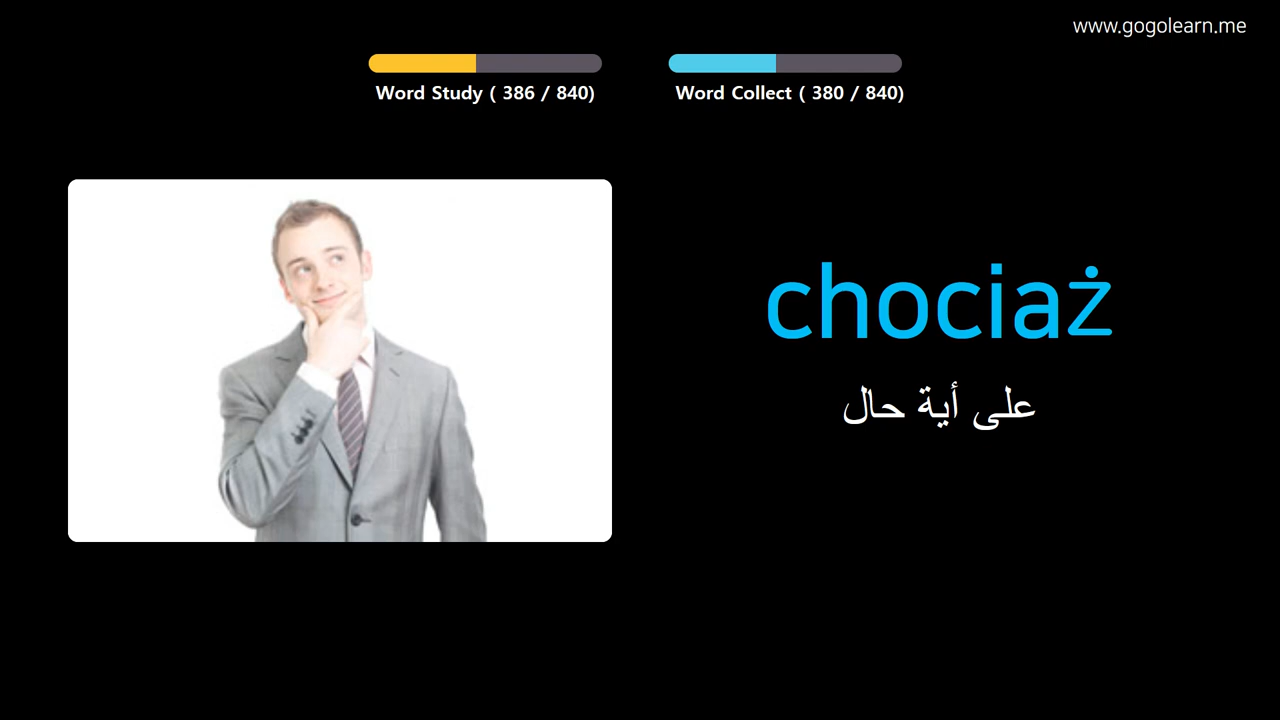 www.gogolearn.me
Word Study ( 386 / 840)
Word Collect ( 380 / 840)
chociaż
على أية حال